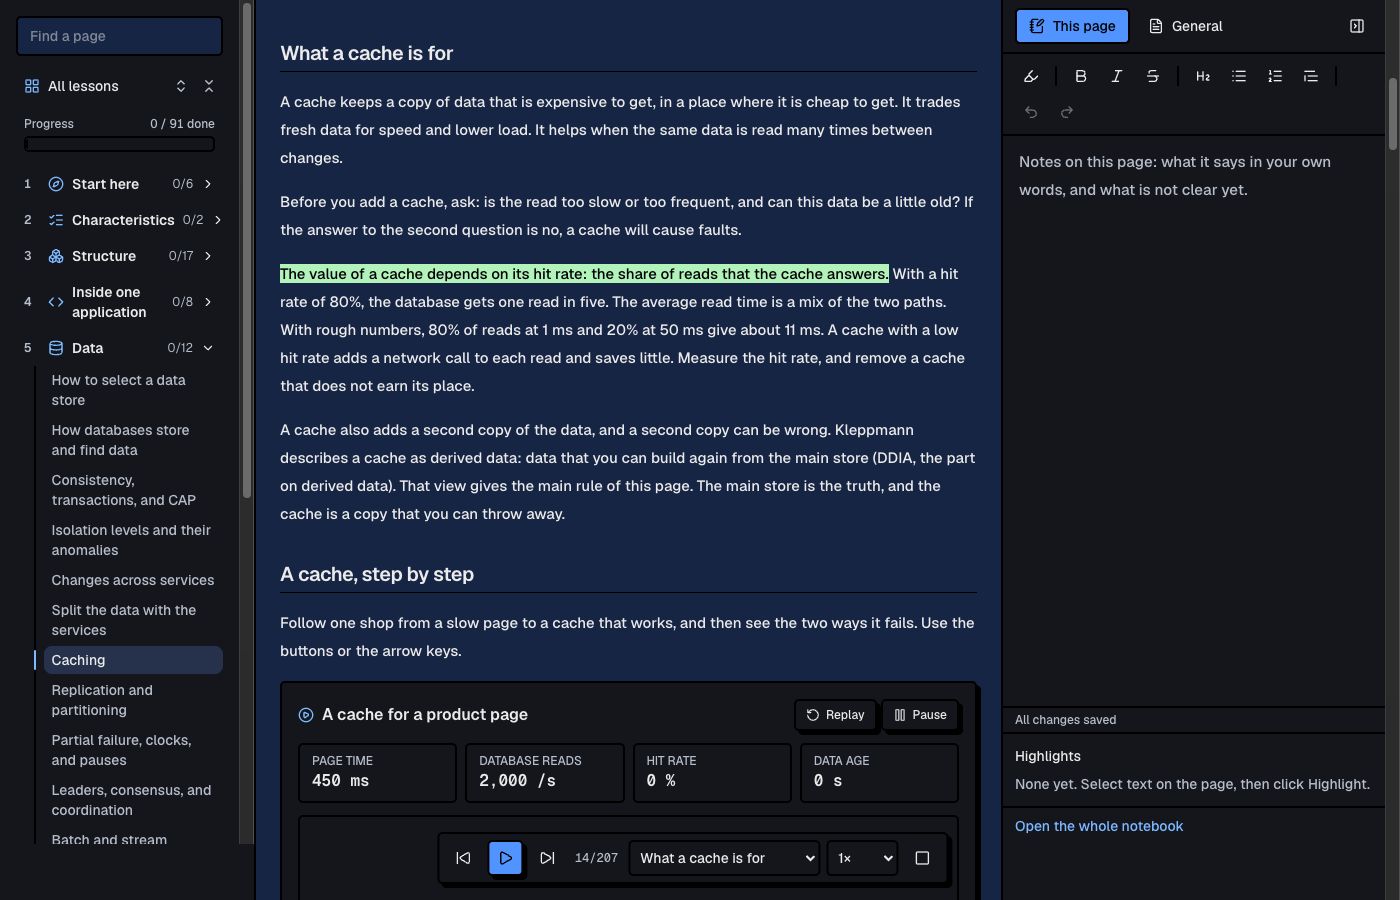 Find a page
All lessons
Progress 0 / 91 done
1 Start here 0/6
2 Characteristics 0/2
3 Structure 0/17
4 Inside one
application 0/8
5 Data 0/12
How to select a data
store
How databases store
and find data
Consistency,
transactions, and CAP
Isolation levels and their
anomalies
Changes across services
Split the data with the
services
Caching
Replication and
partitioning
Partial failure, clocks,
and pauses
Leaders, consensus, and
coordination
Batch and stream
What a cache is for
A cache keeps a copy of data that is expensive to get, in a place where it is cheap to get. It trades
fresh data for speed and lower load. It helps when the same data is read many times between
changes.
Before you add a cache, ask: is the read too slow or too frequent, and can this data be a little old? If
the answer to the second question is no, a cache will cause faults.
The value of a cache depends on its hit rate: the share of reads that the cache answers. With a hit
rate of 80%, the database gets one read in five. The average read time is a mix of the two paths.
With rough numbers, 80% of reads at 1 ms and 20% at 50 ms give about 11 ms. A cache with a low
hit rate adds a network call to each read and saves little. Measure the hit rate, and remove a cache
that does not earn its place.
A cache also adds a second copy of the data, and a second copy can be wrong. Kleppmann
describes a cache as derived data: data that you can build again from the main store (DDIA, the part
on derived data). That view gives the main rule of this page. The main store is the truth, and the
cache is a copy that you can throw away.
A cache, step by step
Follow one shop from a slow page to a cache that works, and then see the two ways it fails. Use the
buttons or the arrow keys.
A cache for a product page
Replay
Pause
PAGE TIME
450 ms
DATABASE READS
2,000 /s
HIT RATE
0 %
DATA AGE
0 s
14/207
What a cache is for
1×
This page
General
B I S H2
Notes on this page: what it says in your own
words, and what is not clear yet.
All changes saved
Highlights
None yet. Select text on the page, then click Highlight.
Open the whole notebook